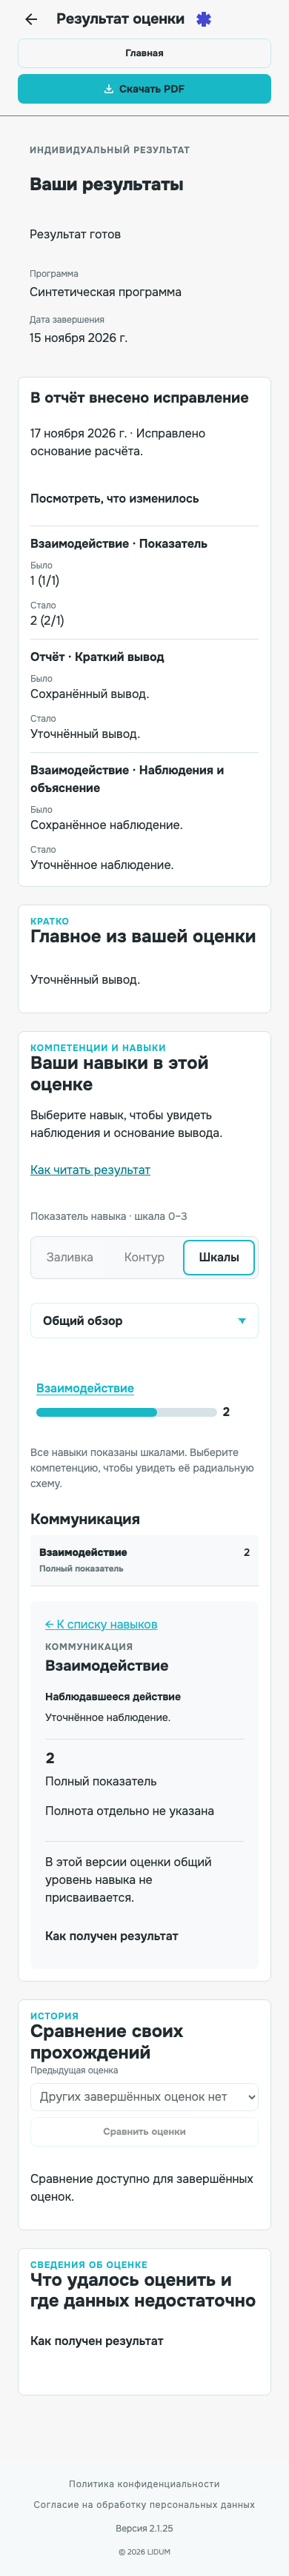 Результат оценки
Главная
Скачать PDF
ИНДИВИДУАЛЬНЫЙ РЕЗУЛЬТАТ
Ваши результаты
Результат готов
Программа
Синтетическая программа
Дата завершения
15 ноября 2026 г.
В отчёт внесено исправление
17 ноября 2026 г. · Исправлено
основание расчёта.
Посмотреть, что изменилось
Взаимодействие · Показатель
Было
1 (1/1)
Стало
2 (2/1)
Отчёт · Краткий вывод
Было
Сохранённый вывод.
Стало
Уточнённый вывод.
Взаимодействие · Наблюдения и
объяснение
Было
Сохранённое наблюдение.
Стало
Уточнённое наблюдение.
КРАТКО
Главное из вашей оценки
Уточнённый вывод.
КОМПЕТЕНЦИИ И НАВЫКИ
Ваши навыки в этой
оценке
Выберите навык, чтобы увидеть
наблюдения и основание вывода.
Как читать результат
Показатель навыка · шкала 0–3
Заливка Контур Шкалы
Общий обзор
Взаимодействие
2
Все навыки показаны шкалами. Выберите
компетенцию, чтобы увидеть её радиальную
схему.
Коммуникация
Взаимодействие 2
Полный показатель
← К списку навыков
КОММУНИКАЦИЯ
Взаимодействие
Наблюдавшееся действие
Уточнённое наблюдение.
2
Полный показатель
Полнота отдельно не указана
В этой версии оценки общий
уровень навыка не
присваивается.
Как получен результат
ИСТОРИЯ
Сравнение своих
прохождений
Предыдущая оценка
Других завершённых оценок нет
Сравнить оценки
Сравнение доступно для завершённых
оценок.
СВЕДЕНИЯ ОБ ОЦЕНКЕ
Что удалось оценить и
где данных недостаточно
Как получен результат
Политика конфиденциальности
Согласие на обработку персональных данных
Версия 2.1.25
© 2026 LIDUM